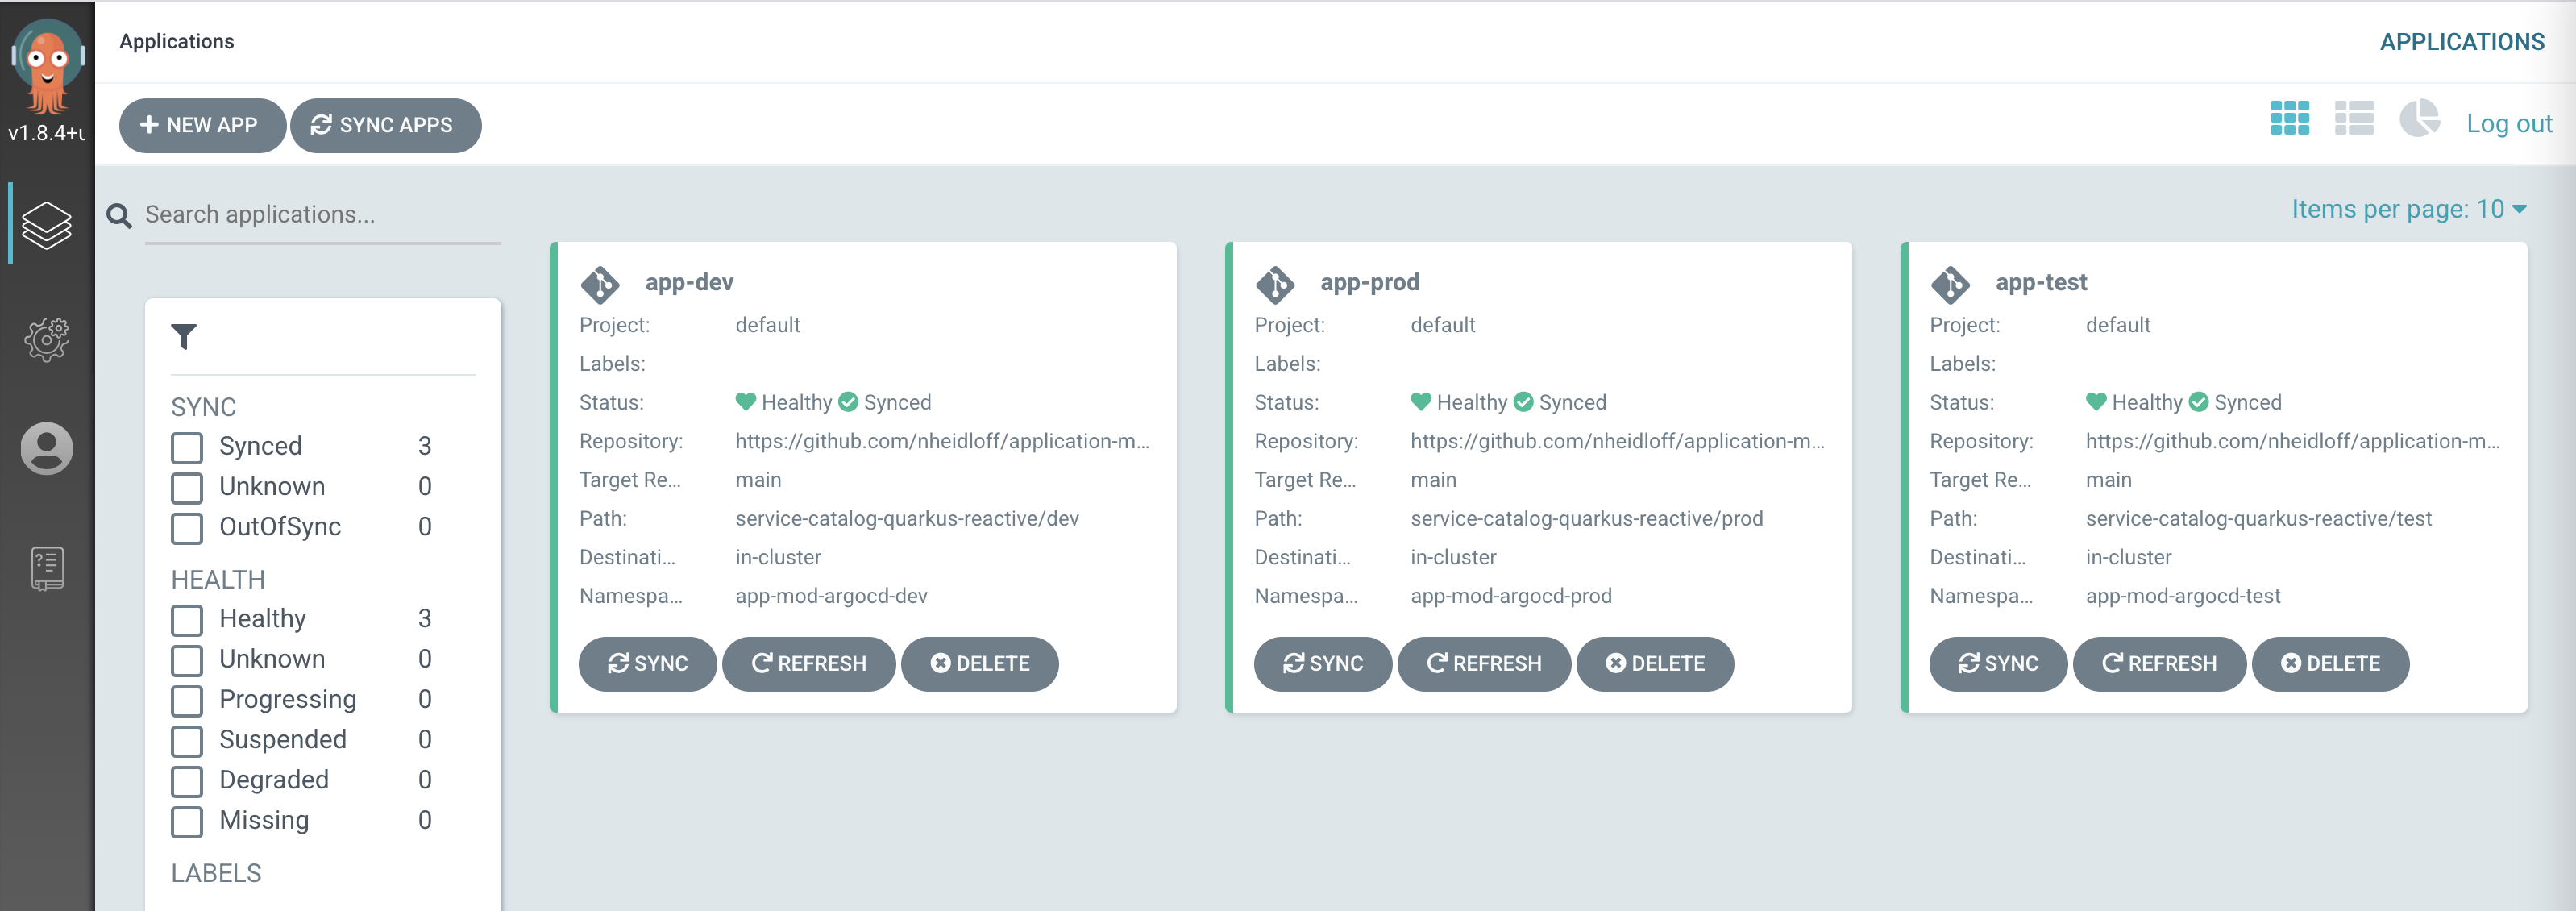 Applications
APPLICATIONS
v1.8.4+
NEW APP
SYNC APPS
Log out
Search applications...
Items per page: 10
SYNC
Synced 3
Unknown 0
OutOfSync 0
HEALTH
Healthy 3
Unknown 0
Progressing 0
Suspended 0
Degraded 0
Missing 0
LABELS
app-dev
Project: default
Labels:
Status: Healthy Synced
Repository: https://github.com/nheidloff/application-m...
Target Re... main
Path: service-catalog-quarkus-reactive/dev
Destinati... in-cluster
Namespa... app-mod-argocd-dev
SYNC REFRESH DELETE
app-prod
Project: default
Labels:
Status: Healthy Synced
Repository: https://github.com/nheidloff/application-m...
Target Re... main
Path: service-catalog-quarkus-reactive/prod
Destinati... in-cluster
Namespa... app-mod-argocd-prod
SYNC REFRESH DELETE
app-test
Project: default
Labels:
Status: Healthy Synced
Repository: https://github.com/nheidloff/application-m...
Target Re... main
Path: service-catalog-quarkus-reactive/test
Destinati... in-cluster
Namespa... app-mod-argocd-test
SYNC REFRESH DELETE